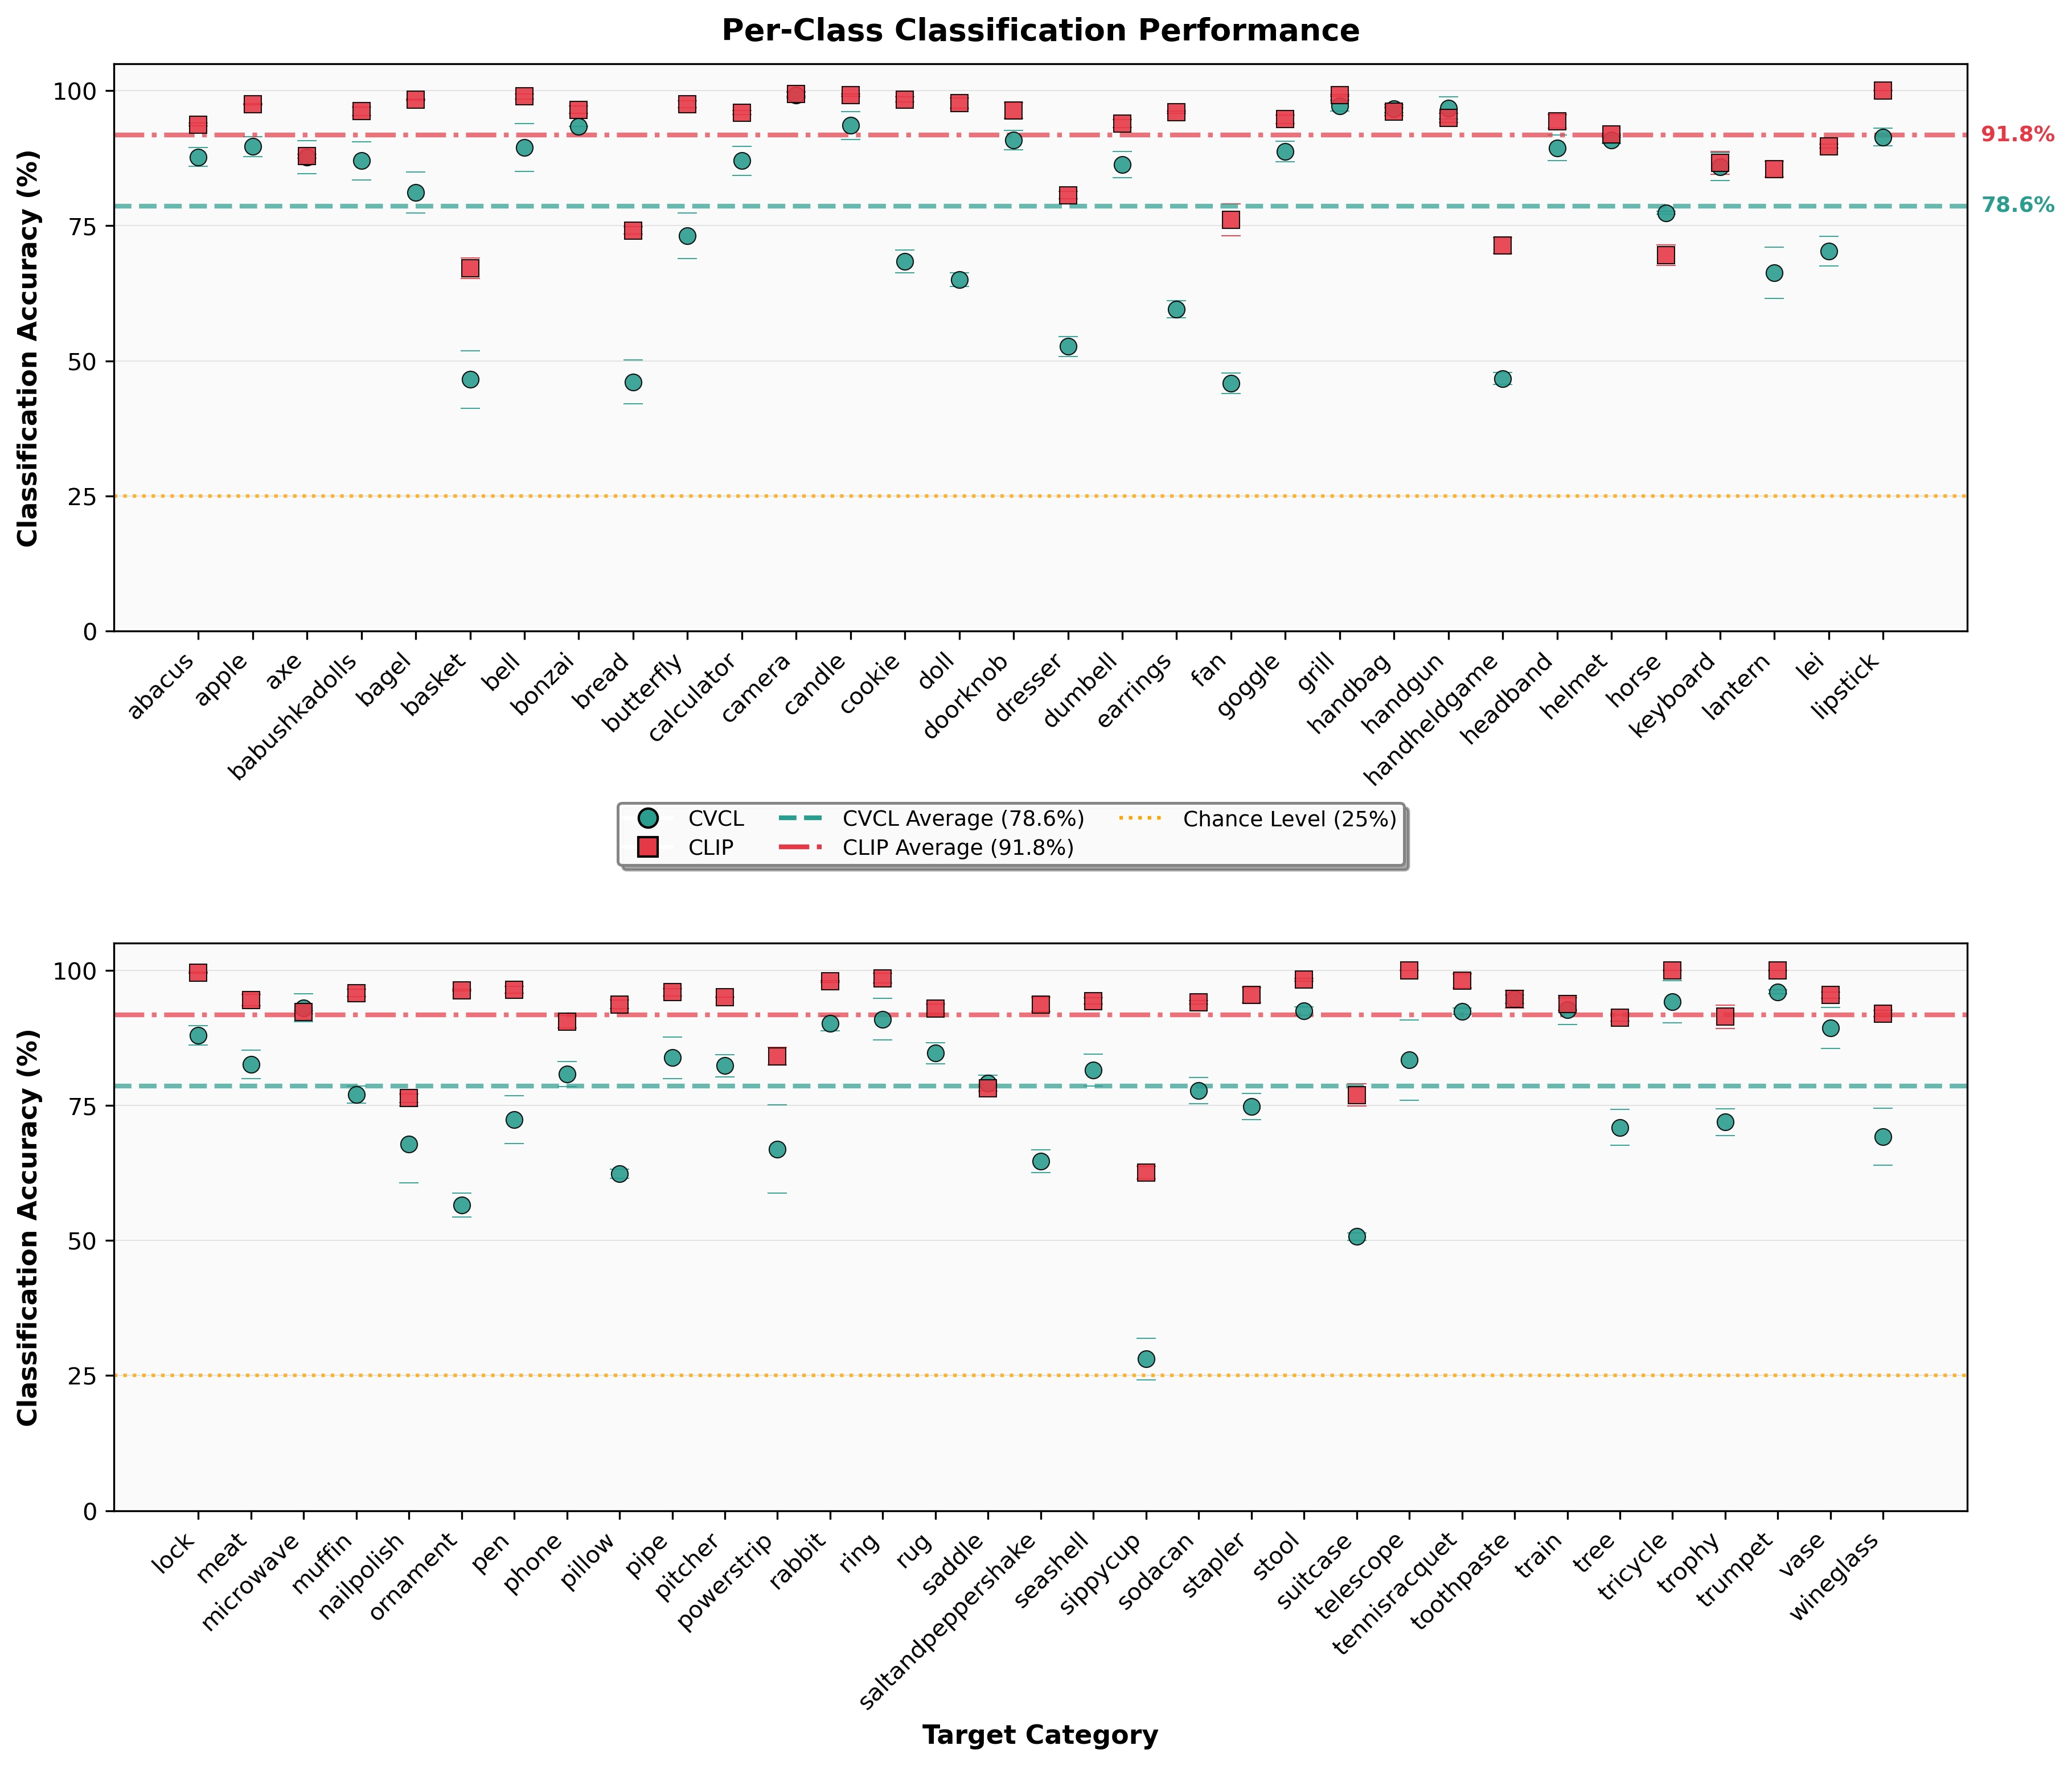 Per-Class Classification Performance
Classification Accuracy (%)
100
75
50
25
0
91.8%
78.6%
abacus
apple
axe
babushkadolls
bagel
basket
bell
bonzai
bread
butterfly
calculator
camera
candle
cookie
doll
doorknob
dresser
dumbell
earrings
fan
goggle
grill
handbag
handgun
handheldgame
headband
helmet
horse
keyboard
lantern
lei
lipstick
CVCL
CLIP
CVCL Average (78.6%)
CLIP Average (91.8%)
Chance Level (25%)
Classification Accuracy (%)
100
75
50
25
0
lock
meat
microwave
muffin
nailpolish
ornament
pen
phone
pillow
pipe
pitcher
powerstrip
rabbit
ring
rug
saddle
saltandpeppershake
seashell
sippycup
sodacan
stapler
stool
suitcase
telescope
tennisracquet
toothpaste
train
tree
tricycle
trophy
trumpet
vase
wineglass
Target Category